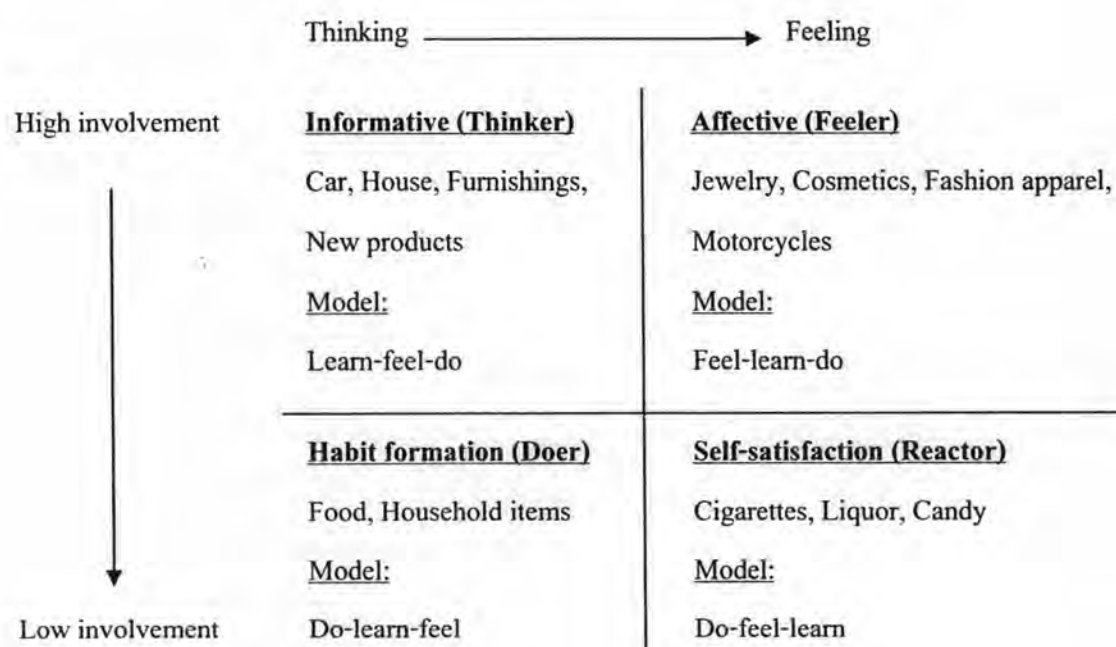 Thinking Feeling
High involvement
Informative (Thinker)
Car, House, Furnishings,
New products
Model:
Learn-feel-do
Affective (Feeler)
Jewelry, Cosmetics, Fashion apparel,
Motorcycles
Model:
Feel-learn-do
Low involvement
Habit formation (Doer)
Food, Household items
Model:
Do-learn-feel
Self-satisfaction (Reactor)
Cigarettes, Liquor, Candy
Model:
Do-feel-learn